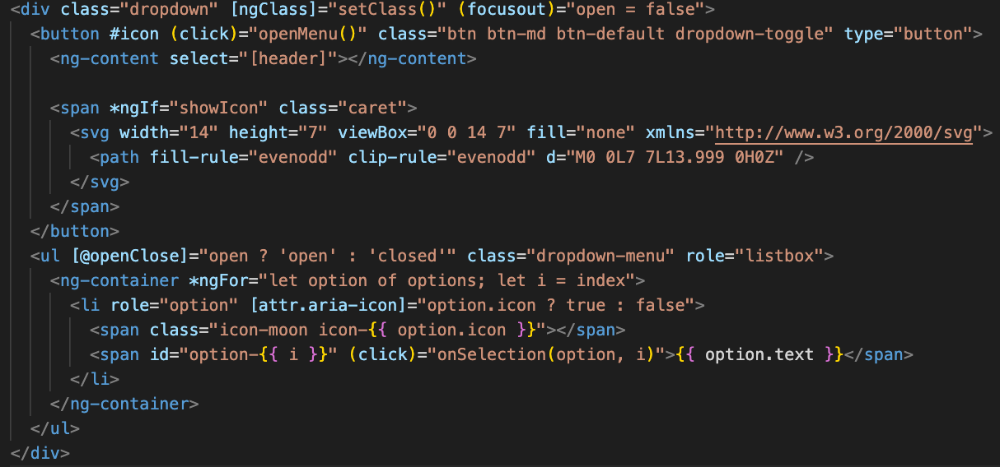 <div class="dropdown" [ngClass]="setClass()" (focusout)="open = false">
<button #icon (click)="openMenu()" class="btn btn-md btn-default dropdown-toggle" type="button">
<ng-content select="[header]"></ng-content>
<span *ngIf="showIcon" class="caret">
<svg width="14" height="7" viewBox="0 0 14 7" fill="none" xmlns="http://www.w3.org/2000/svg">
<path fill-rule="evenodd" clip-rule="evenodd" d="M0 0L7 7L13.999 0H0Z" />
</svg>
</span>
</button>
<ul [@openClose]="open ? 'open' : 'closed'" class="dropdown-menu" role="listbox">
<ng-container *ngFor="let option of options; let i = index">
<li role="option" [attr.aria-icon]="option.icon ? true : false">
<span class="icon-moon icon-{{ option.icon }}"></span>
<span id="option-{{ i }}" (click)="onSelection(option, i)">{{ option.text }}</span>
</li>
</ng-container>
</ul>
</div>